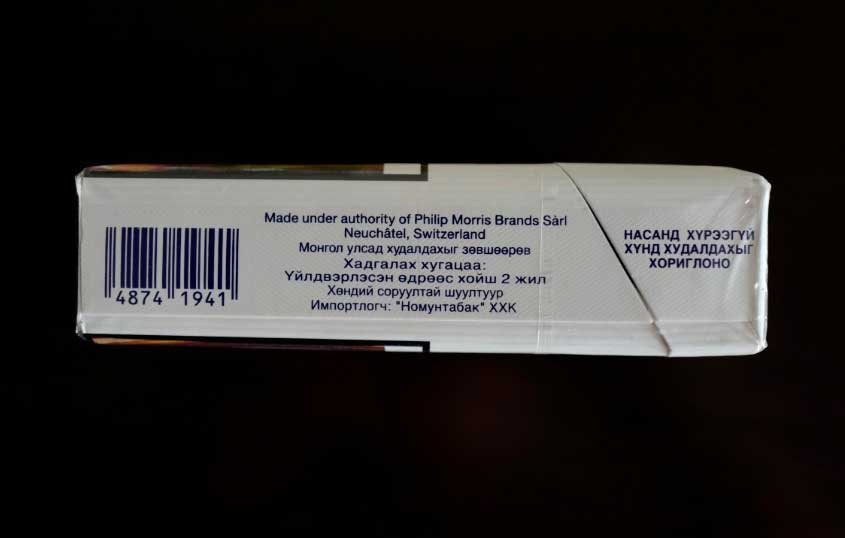 Made under authority of Philip Morris Brands Sàrl
Neuchâtel, Switzerland
Монгол улсад худалдахыг зөвшөөрөв
Хадгалах хугацаа:
Үйлдвэрлэсэн өдрөөс хойш 2 жил
Хөндий соруултай шүүлтүүр
Импортлогч: "Номунтабак" ХХК
4874 1941
НАСАНД ХҮРЭЭГҮЙ
ХҮНД ХУДАЛДАХЫГ
ХОРИГЛОНО